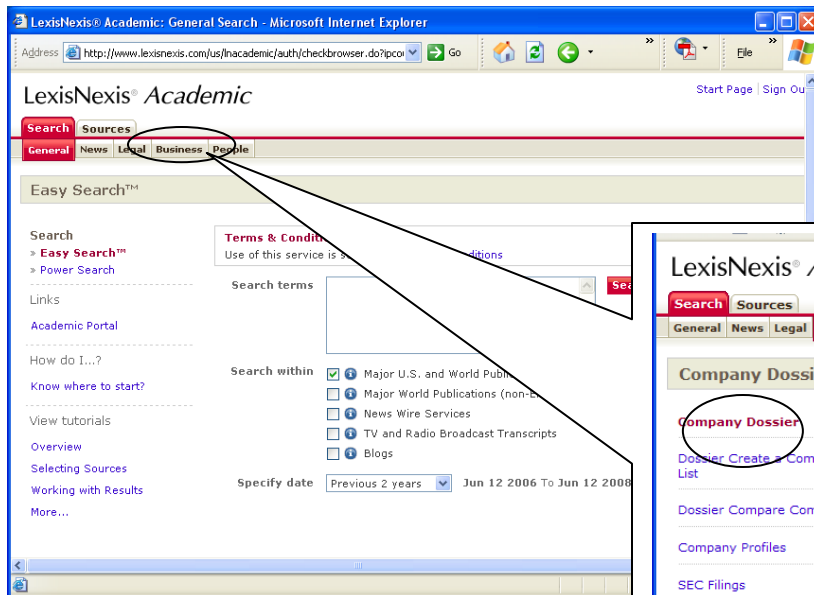 LexisNexis® Academic: General Search - Microsoft Internet Explorer
Address http://www.lexisnexis.com/us/lnacademic/auth/checkbrowser.do?ipcou Go » File »
LexisNexis® Academic
Start Page Sign Ou
Search Sources
General News Legal Business People
Easy Search™
Search
» Easy Search™
» Power Search
Links
Academic Portal
How do I...?
Know where to start?
View tutorials
Overview
Selecting Sources
Working with Results
More...
Terms & Condit
Use of this service is s ditions
Search terms
Sea
Search within
Major U.S. and World Publi
Major World Publications (non-E
News Wire Services
TV and Radio Broadcast Transcripts
Blogs
Specify date Previous 2 years Jun 12 2006 To Jun 12 2008
LexisNexis® A
Search Sources
General News Legal
Company Dossi
Company Dossier
Dossier Create a Com
List
Dossier Compare Com
Company Profiles
SEC Filings